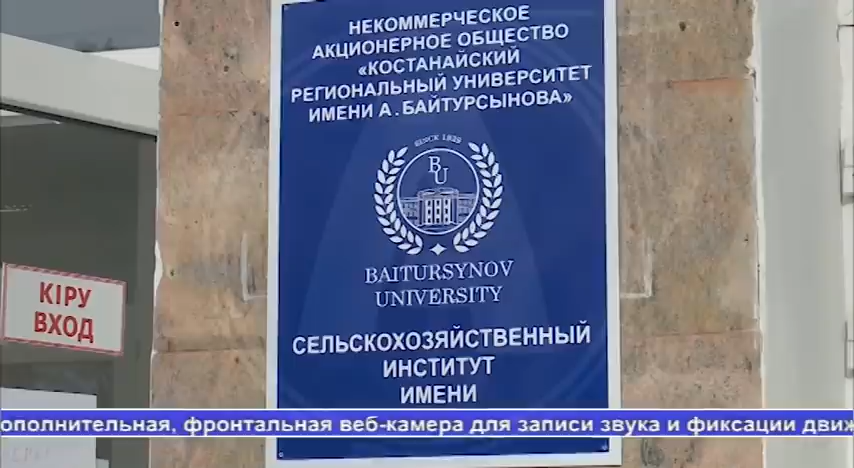 НЕКОММЕРЧЕСКОЕ
АКЦИОНЕРНОЕ ОБЩЕСТВО
«КОСТАНАЙСКИЙ
РЕГИОНАЛЬНЫЙ УНИВЕРСИТЕТ
ИМЕНИ А. БАЙТУРСЫНОВА»
SINCE 1939
BU
BAITURSYNOV
UNIVERSITY
СЕЛЬСКОХОЗЯЙСТВЕННЫЙ
ИНСТИТУТ
ИМЕНИ
КІРУ
ВХОД
ополнительная, фронтальная веб-камера для записи звука и фиксации движ